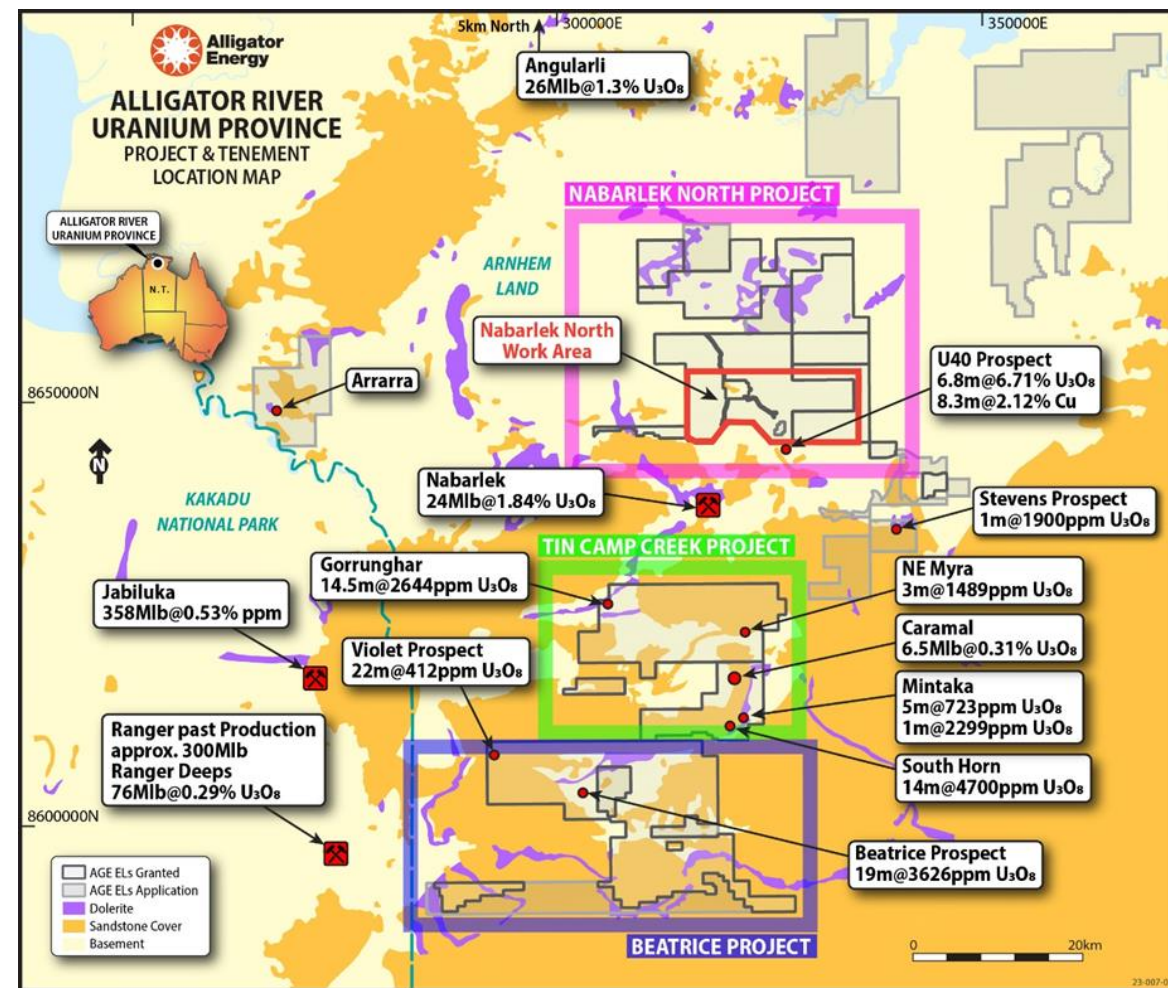 5km North
300000E
350000E
Alligator
Energy
ALLIGATOR RIVER
URANIUM PROVINCE
PROJECT & TENEMENT
LOCATION MAP
Angularli
26Mlb@1.3% U₃O₈
NABARLEK NORTH PROJECT
ALLIGATOR RIVER
URANIUM PROVINCE
N.T.
ARNHEM
LAND
Nabarlek North
Work Area
U40 Prospect
6.8m@6.71% U₃O₈
8.3m@2.12% Cu
8650000N
Arrarra
N
KAKADU
NATIONAL PARK
Nabarlek
24Mlb@1.84% U₃O₈
Stevens Prospect
1m@1900ppm U₃O₈
TIN CAMP CREEK PROJECT
Gorrunghar
14.5m@2644ppm U₃O₈
NE Myra
3m@1489ppm U₃O₈
Jabiluka
358Mlb@0.53% ppm
Violet Prospect
22m@412ppm U₃O₈
Caramal
6.5Mlb@0.31% U₃O₈
Mintaka
5m@723ppm U₃O₈
1m@2299ppm U₃O₈
Ranger past Production
approx. 300Mlb
Ranger Deeps
76Mlb@0.29% U₃O₈
South Horn
14m@4700ppm U₃O₈
8600000N
Beatrice Prospect
19m@3626ppm U₃O₈
AGE ELs Granted
AGE ELs Application
Dolerite
Sandstone Cover
Basement
BEATRICE PROJECT
0
20km